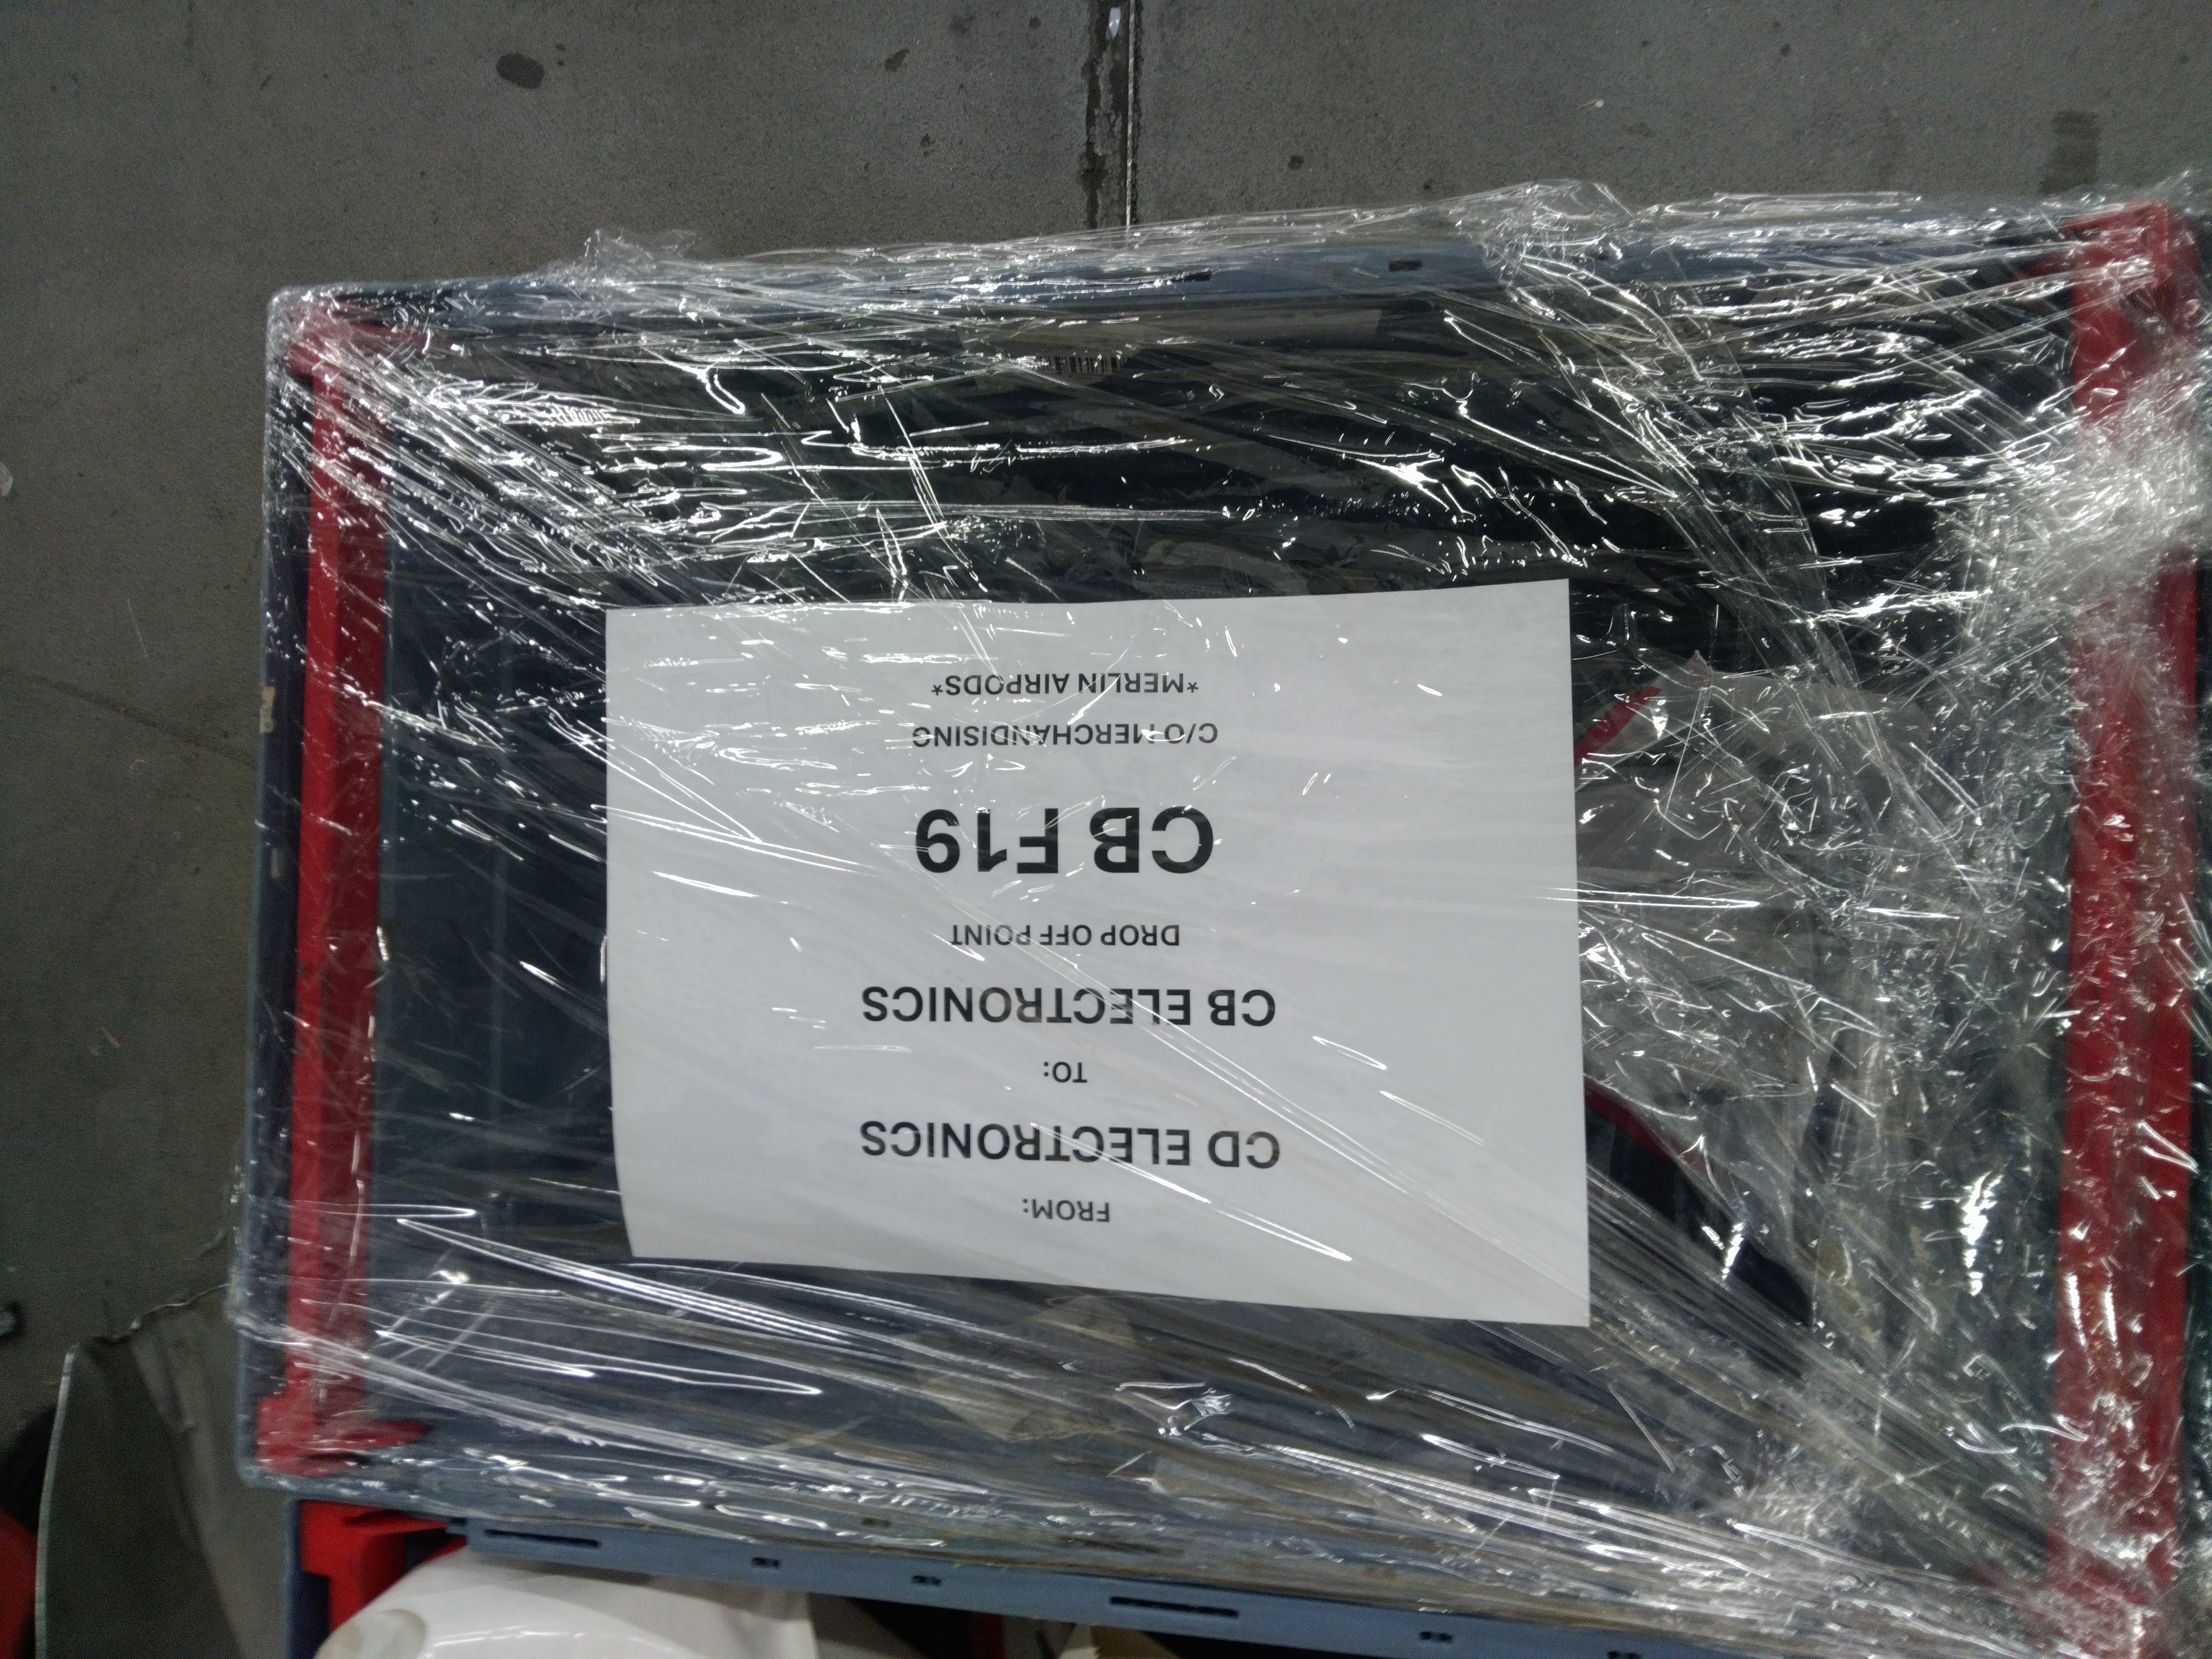 FROM:
CD ELECTRONICS
TO:
CB ELECTRONICS
DROP OFF POINT
CB F19
C/O MERCHANDISING
*MERLIN AIRPODS*